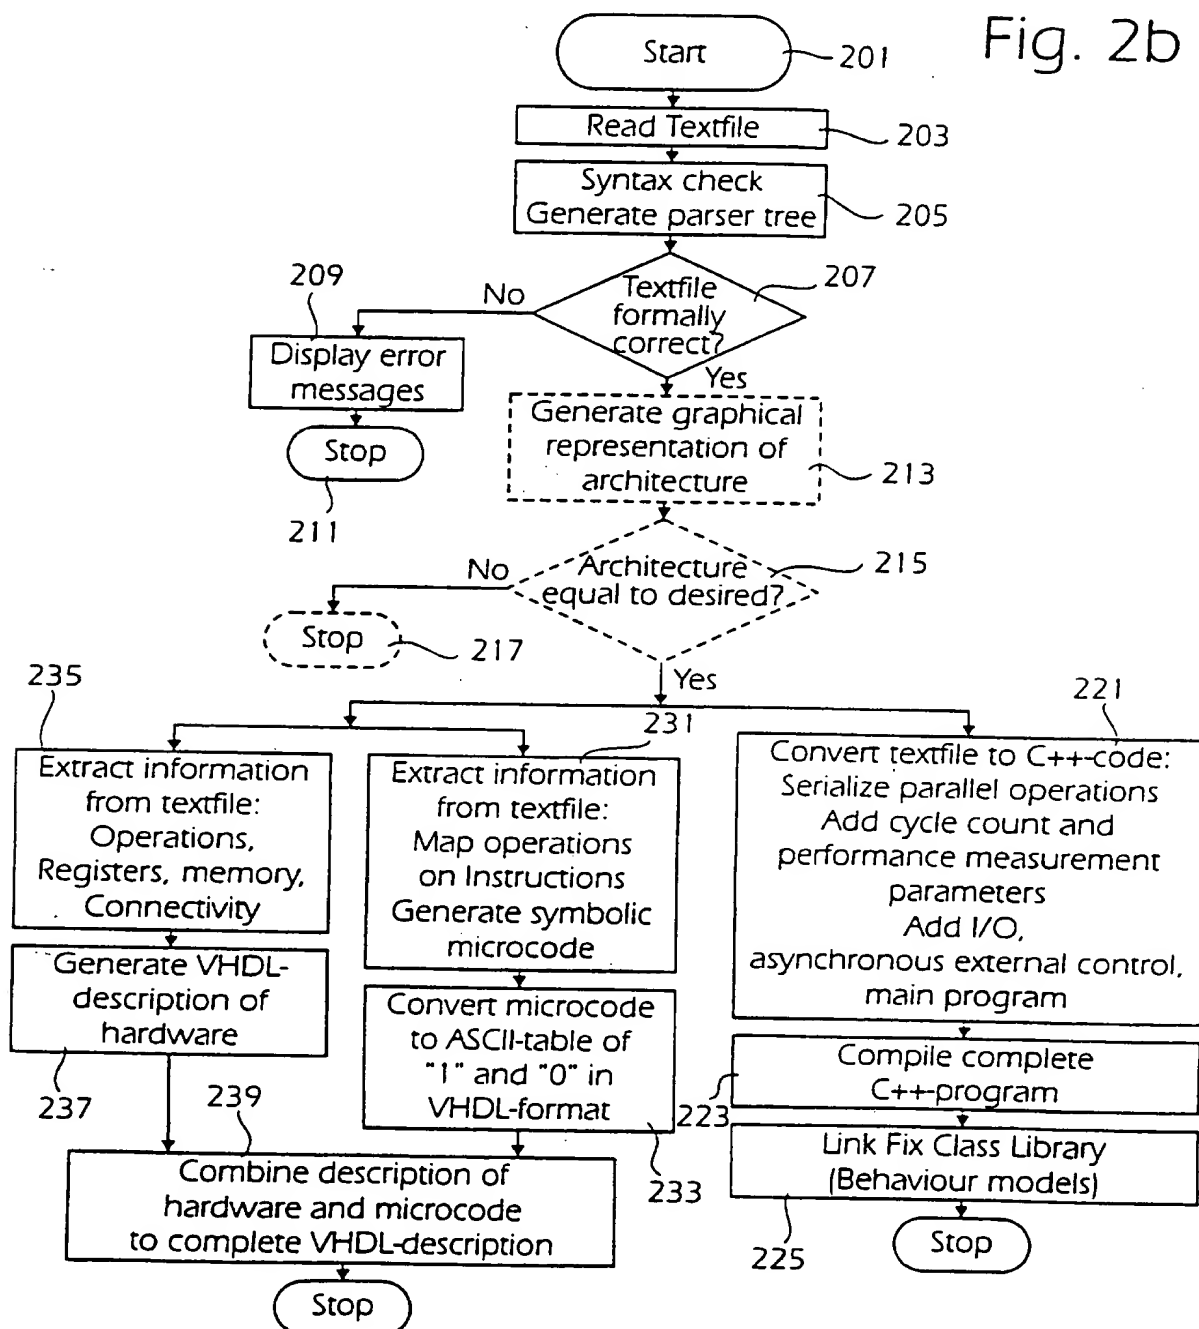 Fig. 2b
Start
201
Read Textfile
203
Syntax check
Generate parser tree
205
Textfile
formally
correct?
207
No
209
Display error
messages
Stop
211
Yes
Generate graphical
representation of
architecture
213
Architecture
equal to desired?
215
No
Stop
217
Yes
235
Extract information
from textfile:
Operations,
Registers, memory,
Connectivity
231
Extract information
from textfile:
Map operations
on Instructions
Generate symbolic
microcode
221
Convert textfile to C++-code:
Serialize parallel operations
Add cycle count and
performance measurement
parameters
Add I/O,
asynchronous external control,
main program
Generate VHDL-
description of
hardware
237
Convert microcode
to ASCII-table of
"1" and "0" in
VHDL-format
233
Compile complete
C++-program
223
Link Fix Class Library
(Behaviour models)
225
Stop
239
Combine description of
hardware and microcode
to complete VHDL-description
Stop